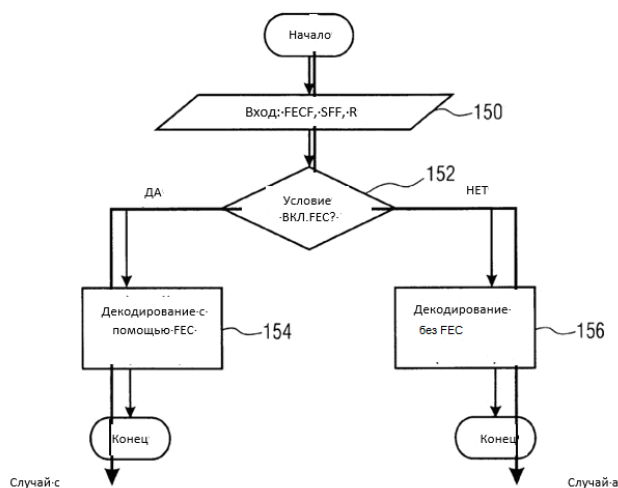 Начало
Вход: FECF, SFF, R
150
152
ДА
НЕТ
Условие
ВКЛ.FEC?
Декодирование с
помощью FEC
154
Декодирование
без FEC
156
Конец
Конец
Случай с
Случай а